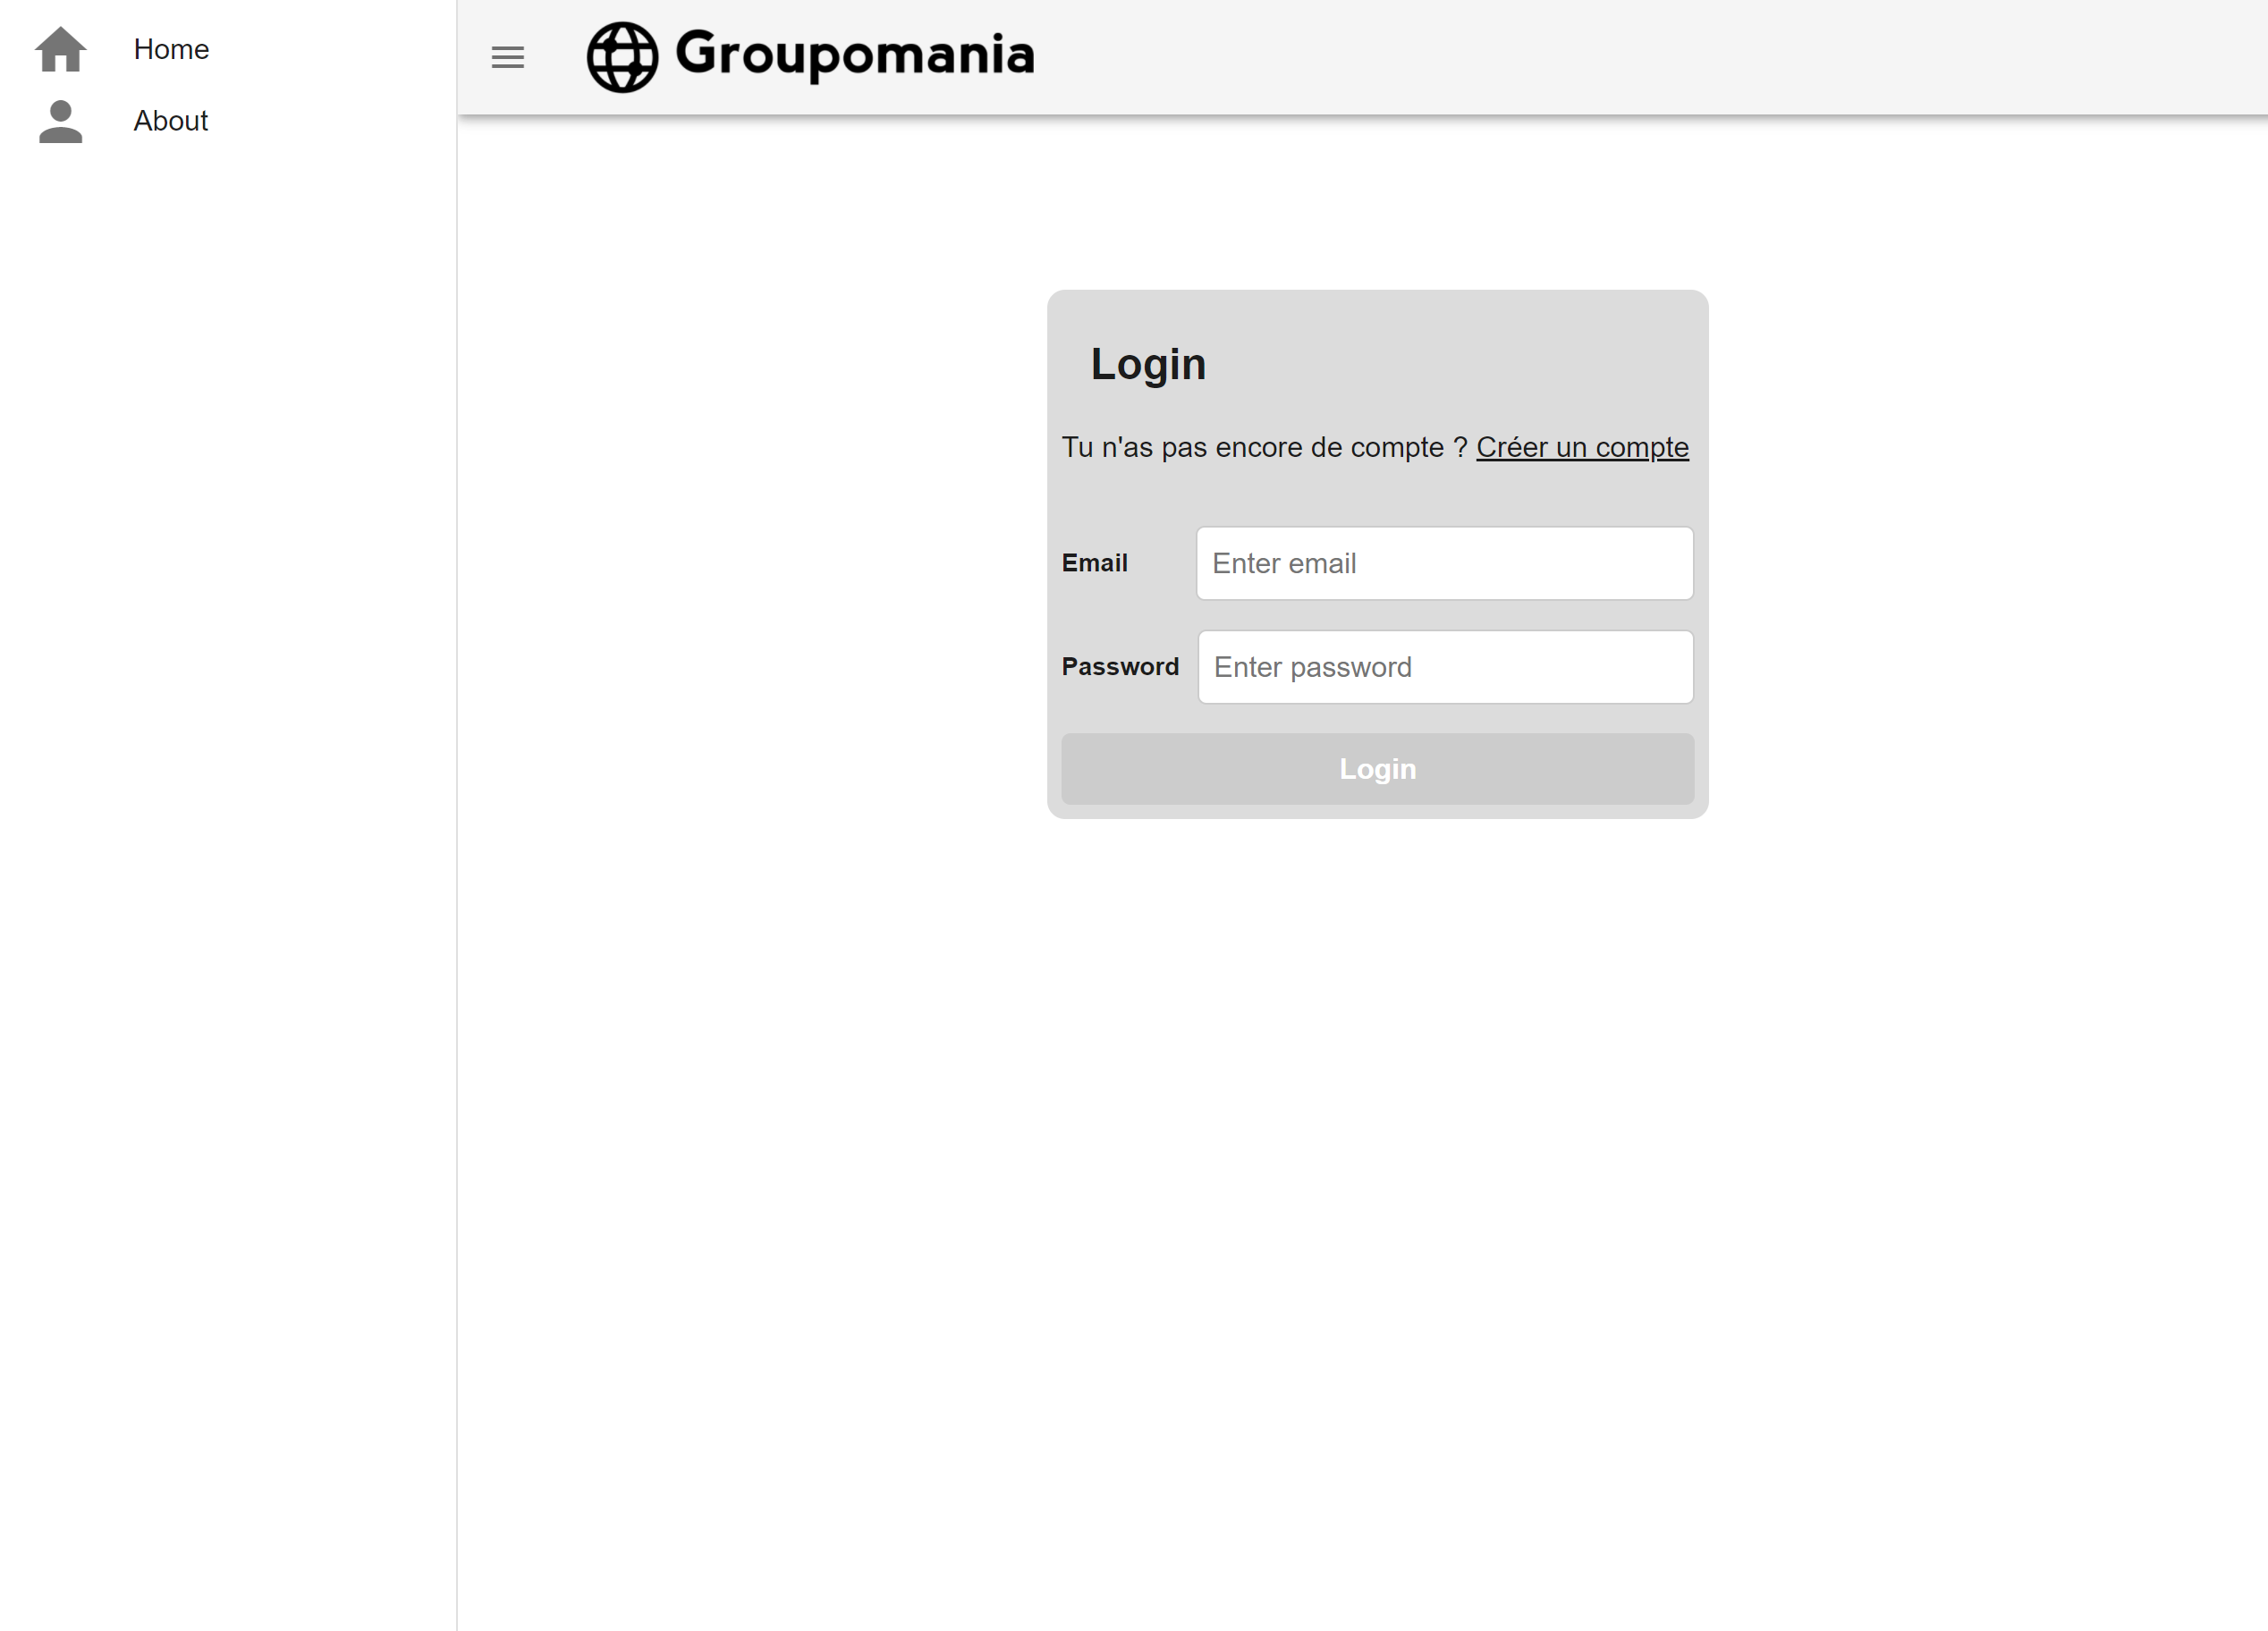 Home
About
Groupomania
Login
Tu n'as pas encore de compte ? Créer un compte
Email
Enter email
Password
Enter password
Login